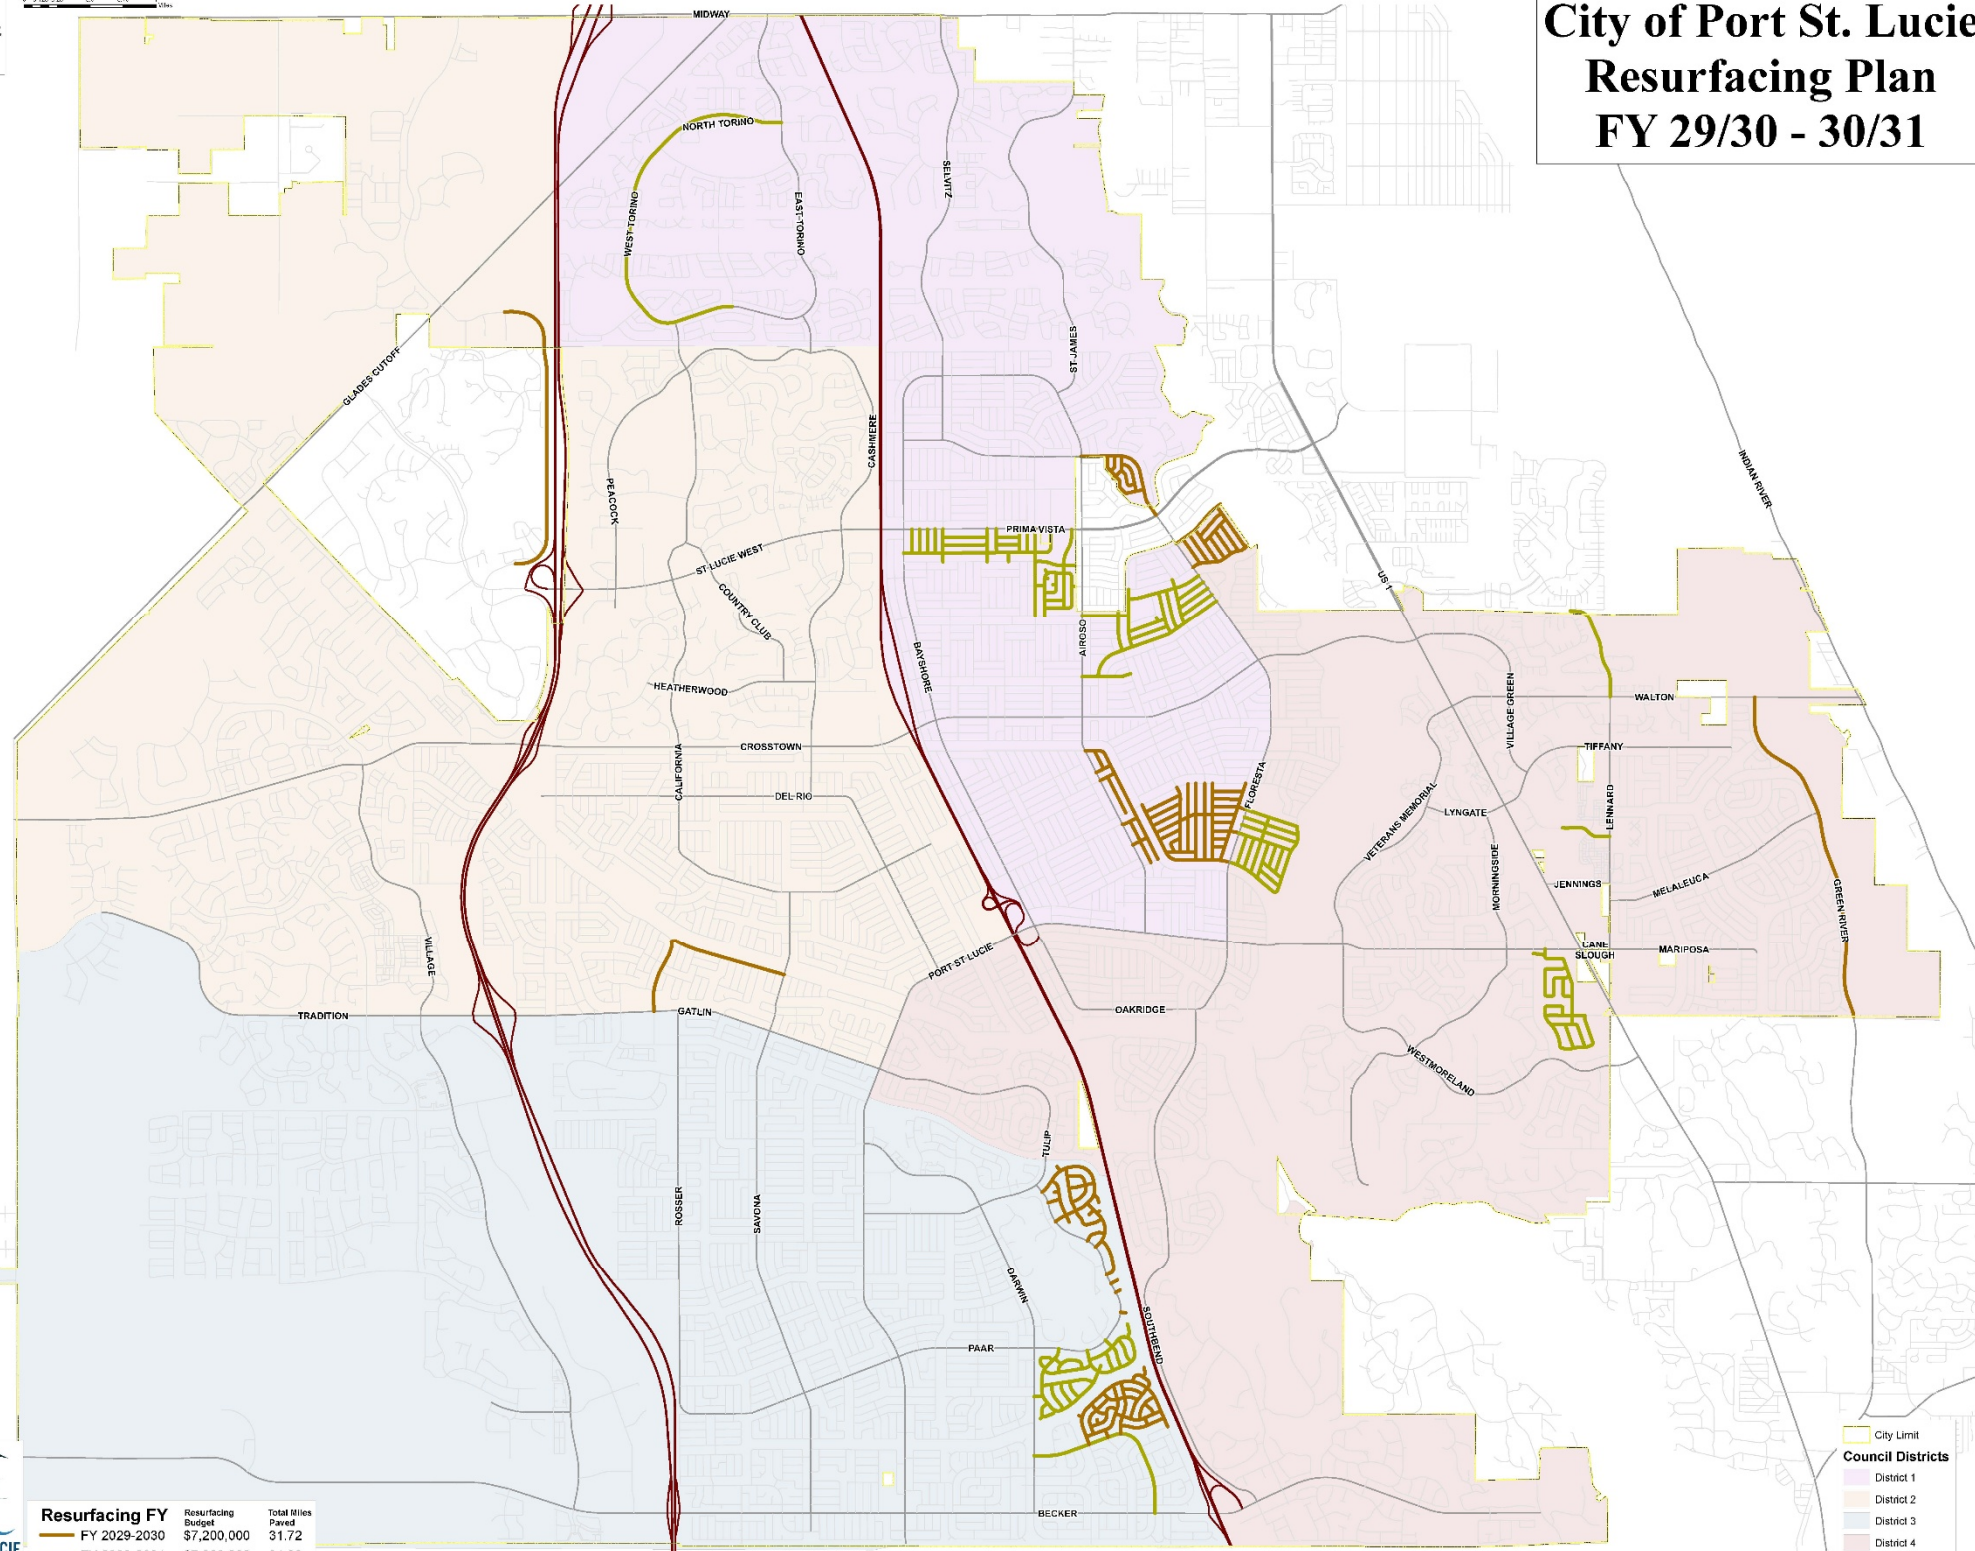 City of Port St. Lucie
Resurfacing Plan
FY 29/30 - 30/31
Miles
MIDWAY
NORTH TORINO
WEST TORINO
EAST TORINO
SELVITZ
ST JAMES
GLADES CUTOFF
CASHMERE
PEACOCK
INDIAN RIVER
PRIMA VISTA
ST LUCIE WEST
COUNTRY CLUB
US 1
AIROSO
BAYSHORE
HEATHERWOOD
VILLAGE GREEN
WALTON
CROSSTOWN
TIFFANY
CALIFORNIA
DEL RIO
FLORESTA
VETERANS MEMORIAL
LYNGATE
LENNARD
MORNINGSIDE
JENNINGS
MELALEUCA
GREEN RIVER
VILLAGE
PORT ST LUCIE
CANE
SLOUGH
MARIPOSA
TRADITION
GATLIN
OAKRIDGE
WESTMORELAND
TULIP
ROSSER
SAVONA
DARWIN
SOUTHBEND
PAAR
BECKER
City Limit
Council Districts
District 1
District 2
District 3
District 4
Resurfacing FY Resurfacing Budget Total Miles Paved
FY 2029-2030 $7,200,000 31.72